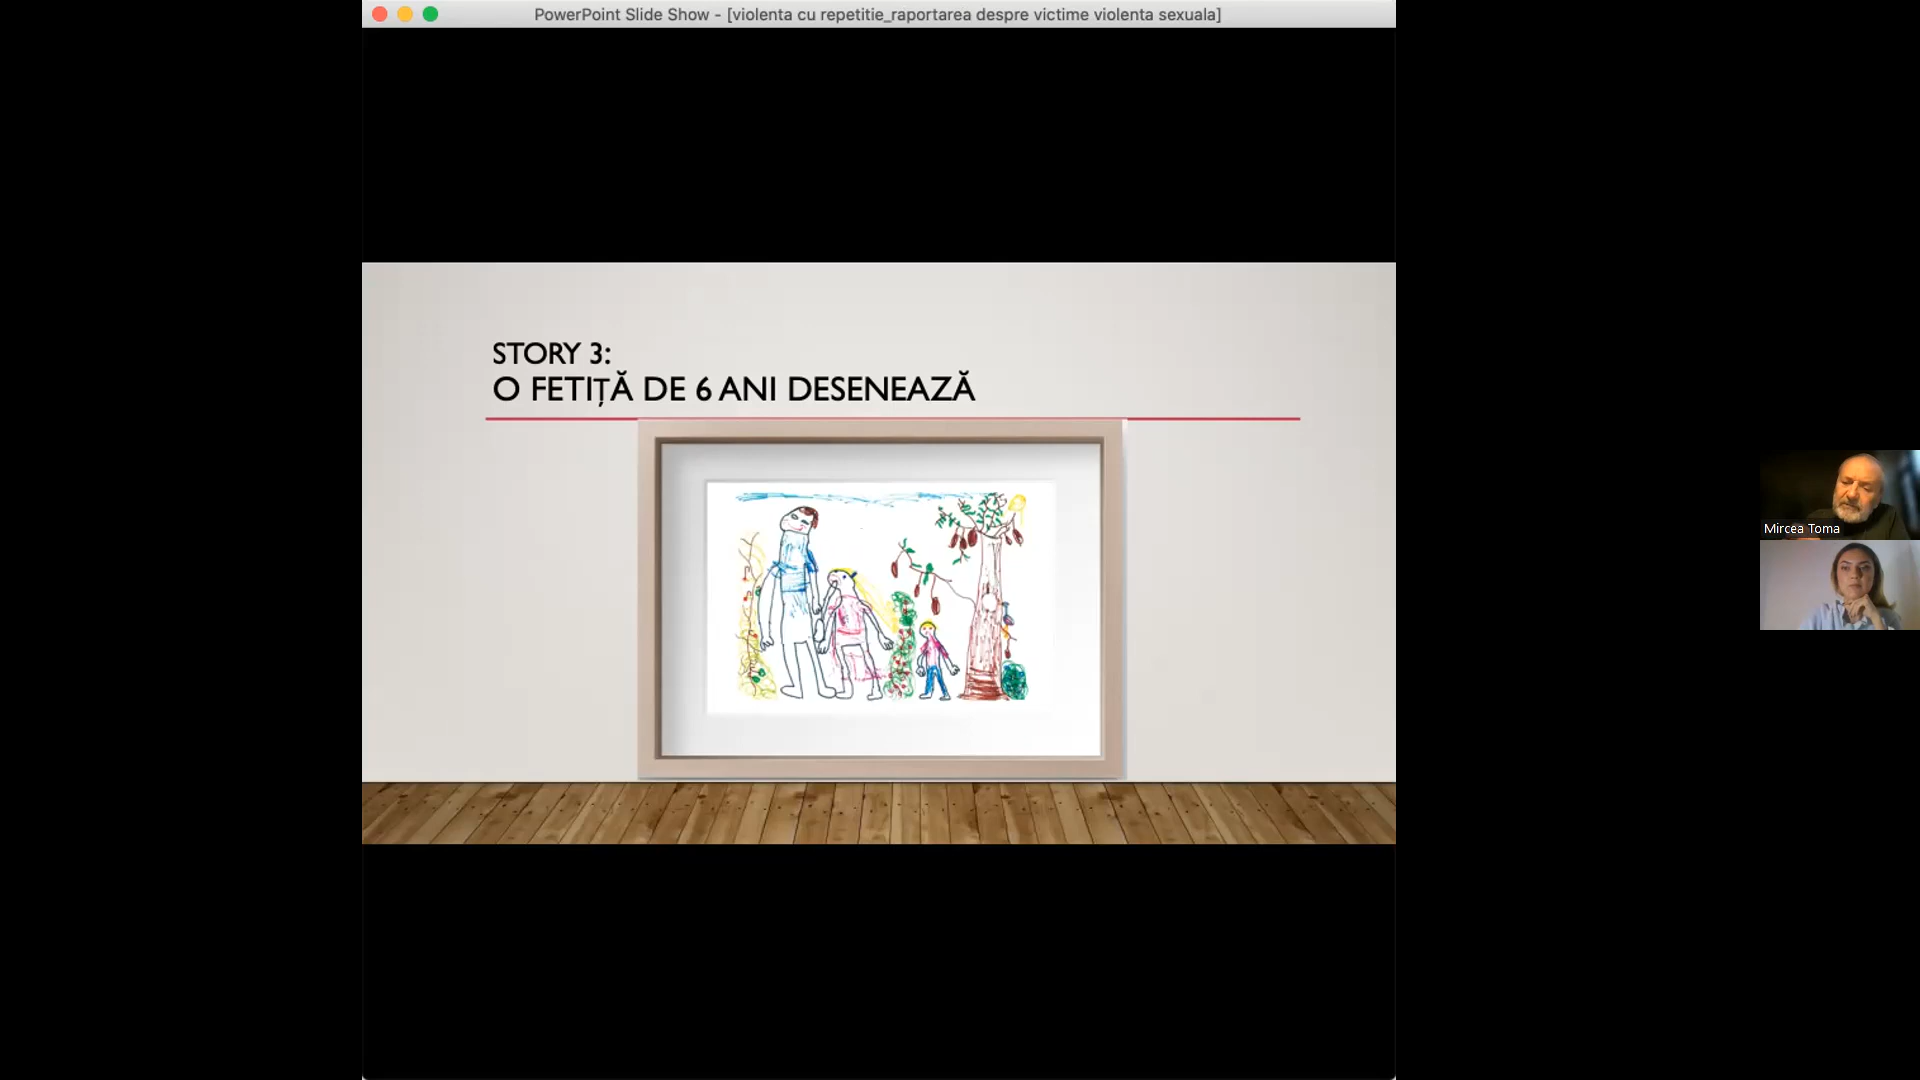 PowerPoint Slide Show - [violenta cu repetitie_raportarea despre victime violenta sexuala]
STORY 3:
O FETIȚĂ DE 6 ANI DESENEAZĂ
Mircea Toma